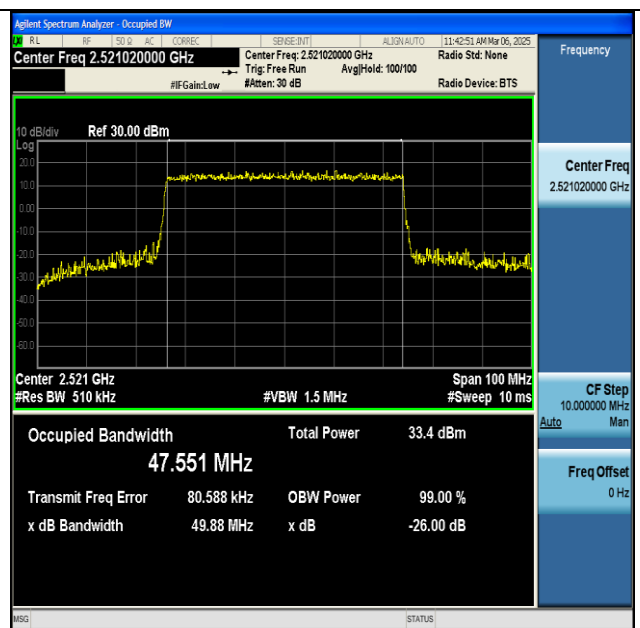 Agilent Spectrum Analyzer - Occupied BW
LXI RL RF 50 Ω AC CORREC SENSE:INT ALIGN AUTO 11:42:51 AM Mar 06, 2025
Center Freq 2.521020000 GHz Center Freq: 2.521020000 GHz Radio Std: None
Trig: Free Run Avg|Hold: 100/100
#IFGain:Low #Atten: 30 dB Radio Device: BTS
10 dB/div Ref 30.00 dBm
Log
20.0
10.0
0.00
-10.0
-20.0
-30.0
-40.0
-50.0
-60.0
Center 2.521 GHz Span 100 MHz
#Res BW 510 kHz #VBW 1.5 MHz #Sweep 10 ms
Occupied Bandwidth Total Power 33.4 dBm
47.551 MHz
Transmit Freq Error 80.588 kHz OBW Power 99.00 %
x dB Bandwidth 49.88 MHz x dB -26.00 dB
MSG STATUS
Frequency
Center Freq
2.521020000 GHz
CF Step
10.000000 MHz
Auto Man
Freq Offset
0 Hz